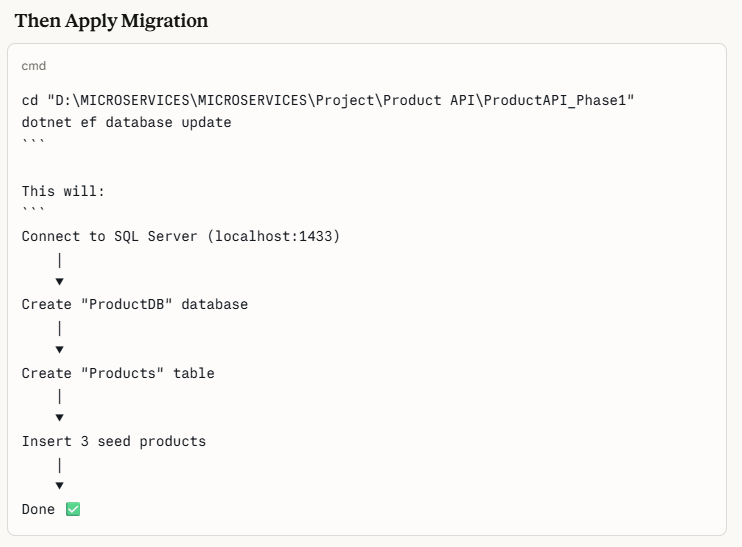 Then Apply Migration
cmd
cd "D:\MICROSERVICES\MICROSERVICES\Project\Product API\ProductAPI_Phase1"
dotnet ef database update
```
This will:
```
Connect to SQL Server (localhost:1433)
│
▼
Create "ProductDB" database
│
▼
Create "Products" table
│
▼
Insert 3 seed products
│
▼
Done ✅